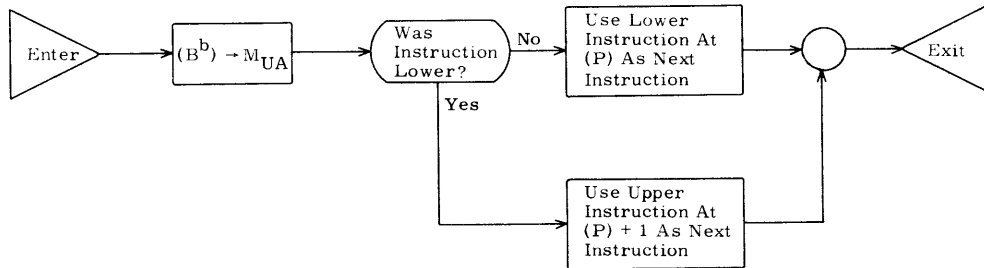 Enter
(B^b) → M_UA
Was
Instruction
Lower?
No
Use Lower
Instruction At
(P) As Next
Instruction
Exit
Yes
Use Upper
Instruction At
(P) + 1 As Next
Instruction